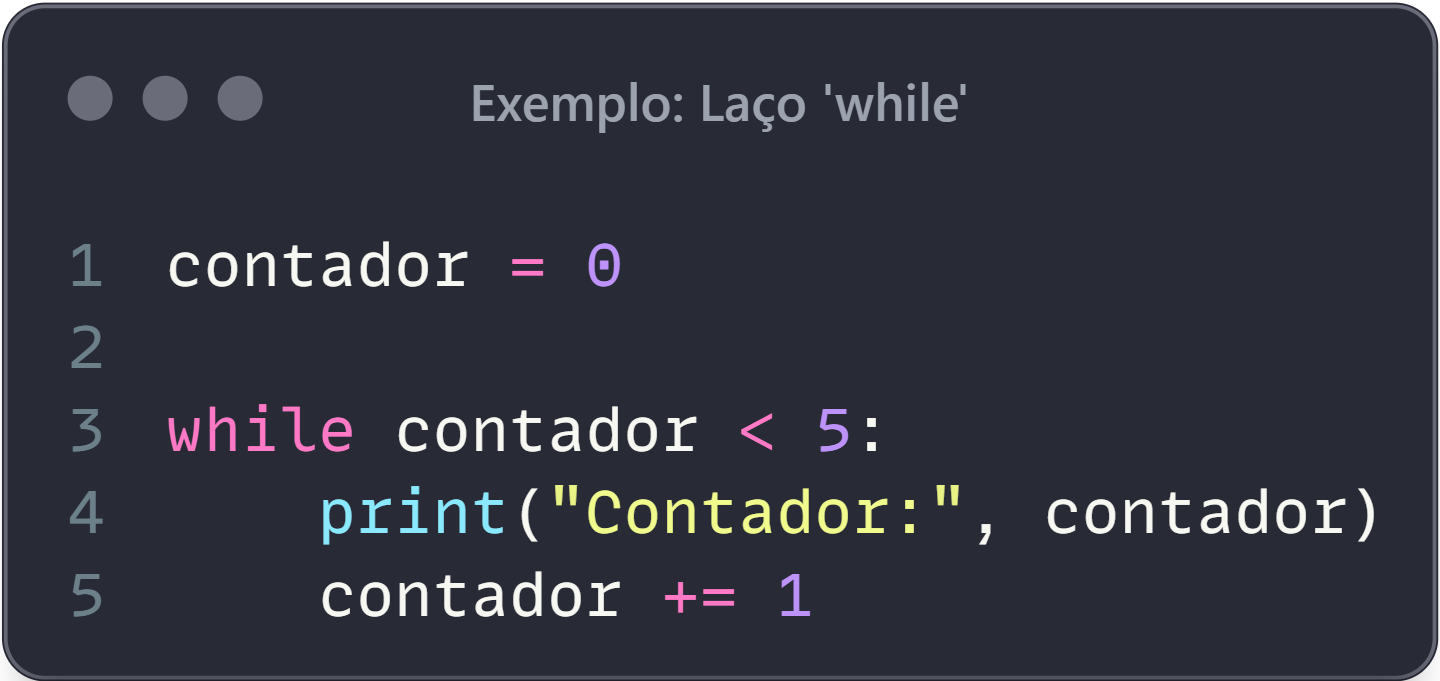 Exemplo: Laço 'while'
1 contador = 0
2
3 while contador < 5:
4     print("Contador:", contador)
5     contador += 1